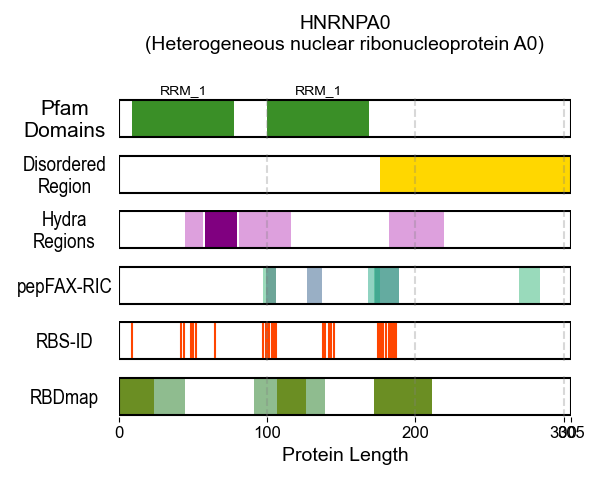 HNRNPA0
(Heterogeneous nuclear ribonucleoprotein A0)
RRM_1 RRM_1
Pfam
Domains
Disordered
Region
Hydra
Regions
pepFAX-RIC
RBS-ID
RBDmap
0 100 200 300 305
Protein Length